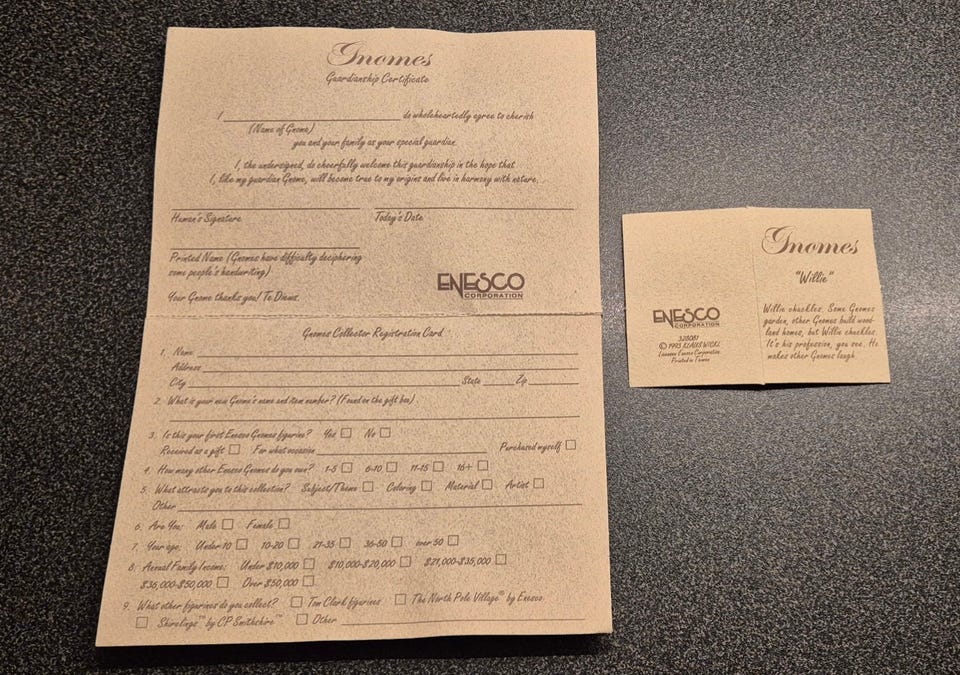 Gnomes
Guardianship Certificate
I ______ do wholeheartedly agree to cherish
(Name of Gnome)
you and your family as your special guardian.
I, the undersigned, do cheerfully welcome this guardianship in the hope that
I, like my guardian Gnome, will become true to my origins and live in harmony with nature.
Human's Signature Today's Date
Printed Name (Gnomes have difficulty deciphering
some people's handwriting)
Your Gnome thanks you! Te Diews.
ENESCO
CORPORATION
Gnomes Collector Registration Card
1. Name
Address
City State Zip
2. What is your new Gnome's name and item number? (Found on the gift box)
3. Is this your first Enesco Gnomes figurine? Yes □ No □
Received as a gift □ For what occasion Purchased myself □
4. How many other Enesco Gnomes do you own? 1-5 □ 6-10 □ 11-15 □ 16+ □
5. What attracts you to this collection? Subject/Theme □ Coloring □ Material □ Artist □
Other
6. Are You: Male □ Female □
7. Your age: Under 10 □ 10-20 □ 21-35 □ 36-50 □ over 50 □
8. Annual Family Income: Under $10,000 □ $10,000-$20,000 □ $21,000-$35,000 □
$36,000-$50,000 □ Over $50,000 □
9. What other figurines do you collect? □ Tom Clark figurines □ The North Pole Village® by Enesco
□ Shirelings™ by CP Smithshire™ □ Other
Gnomes
"Willie"
Willie chuckles. Some Gnomes
garden, other Gnomes build wood-
land homes, but Willie chuckles.
It's his profession, you see. He
makes other Gnomes laugh.
ENESCO
CORPORATION
328081
© 1993 KLAUS WICKL
Licensee Enesco Corporation
Printed in Taiwan